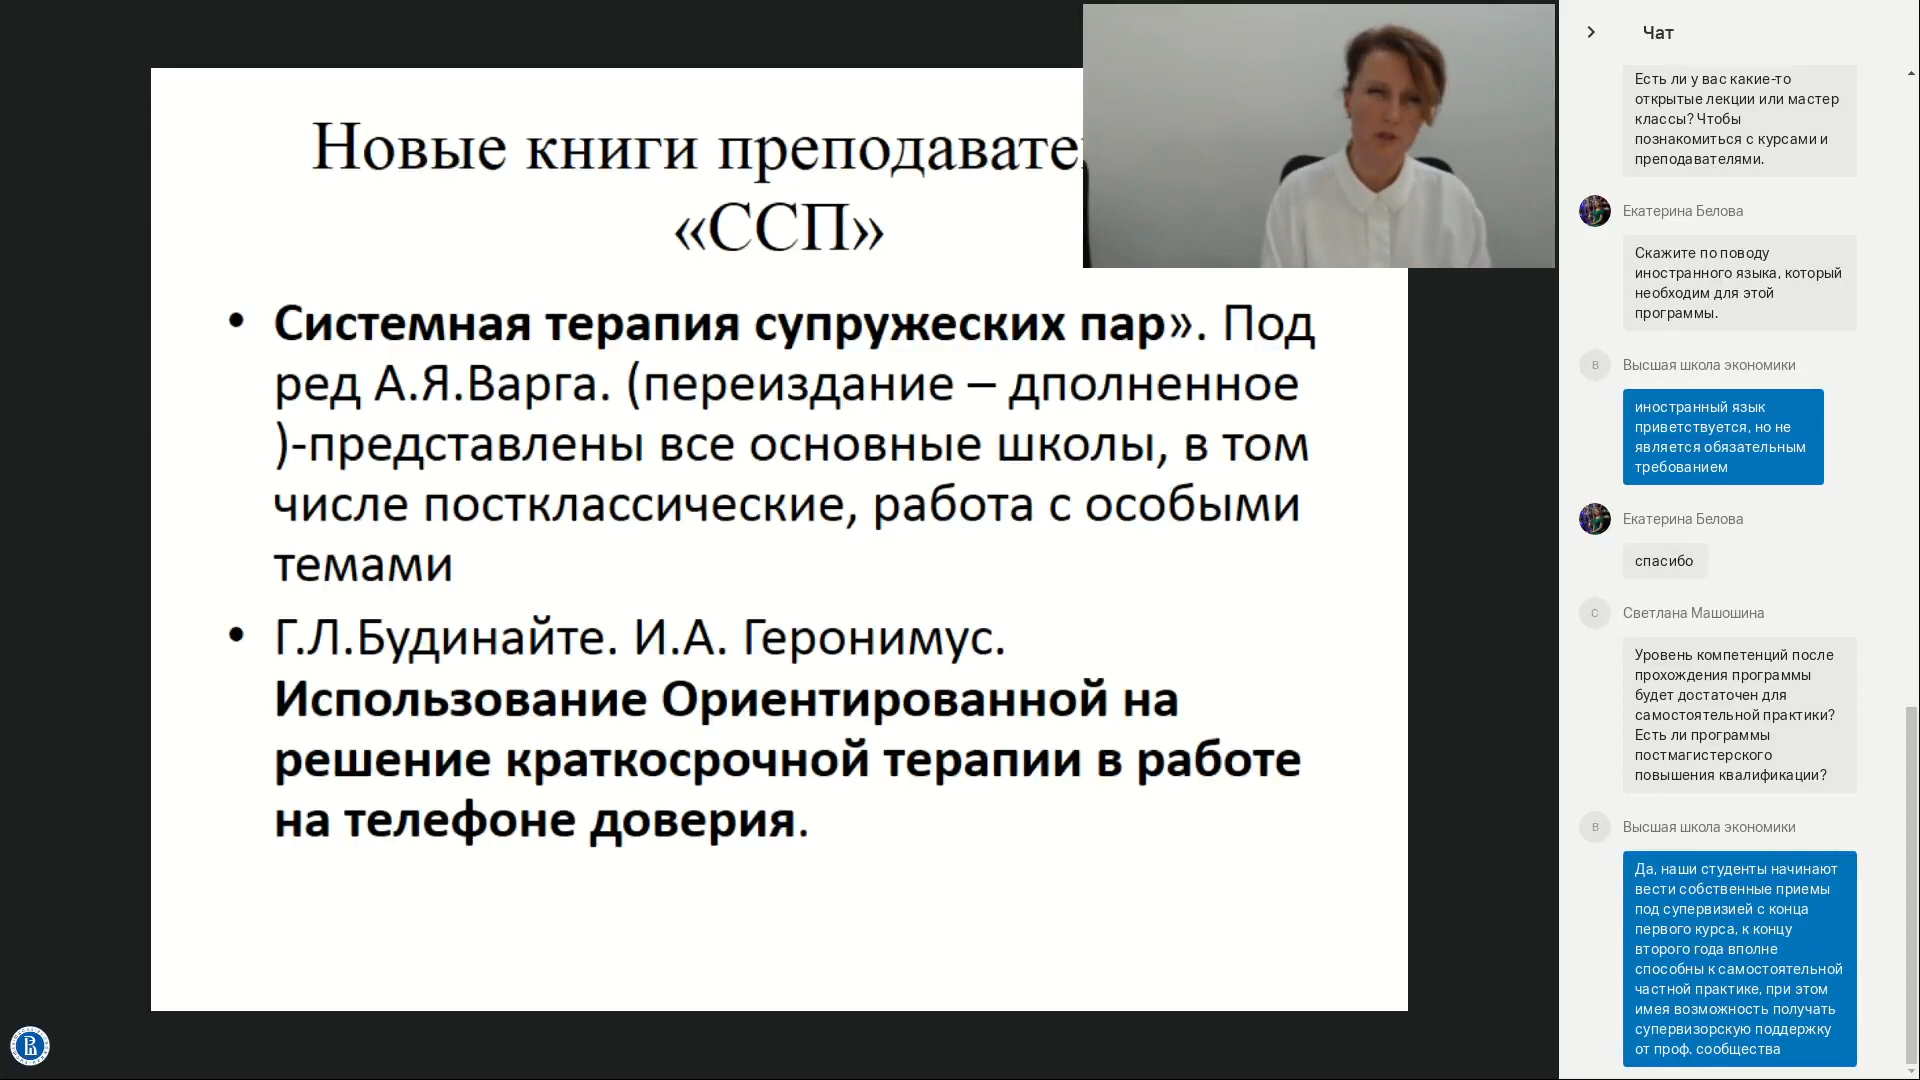 Новые книги преподавате
«ССП»
• Системная терапия супружеских пар». Под
ред А.Я.Варга. (переиздание – дполненное
)-представлены все основные школы, в том
числе постклассические, работа с особыми
темами
• Г.Л.Будинайте. И.А. Геронимус.
Использование Ориентированной на
решение краткосрочной терапии в работе
на телефоне доверия.
Чат
Есть ли у вас какие-то
открытые лекции или мастер
классы? Чтобы
познакомиться с курсами и
преподавателями.
Екатерина Белова
Скажите по поводу
иностранного языка, который
необходим для этой
программы.
В
Высшая школа экономики
иностранный язык
приветствуется, но не
является обязательным
требованием
Екатерина Белова
спасибо
С
Светлана Машошина
Уровень компетенций после
прохождения программы
будет достаточен для
самостоятельной практики?
Есть ли программы
постмагистерского
повышения квалификации?
В
Высшая школа экономики
Да, наши студенты начинают
вести собственные приемы
под супервизией с конца
первого курса, к концу
второго года вполне
способны к самостоятельной
частной практике, при этом
имея возможность получать
супервизорскую поддержку
от проф. сообщества